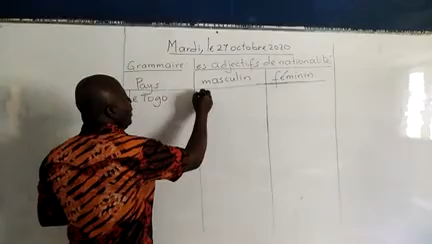 Mardi, le 27 octobre 2020
Grammaire les adjectifs de nationalité
Pays masculin féminin
le Togo